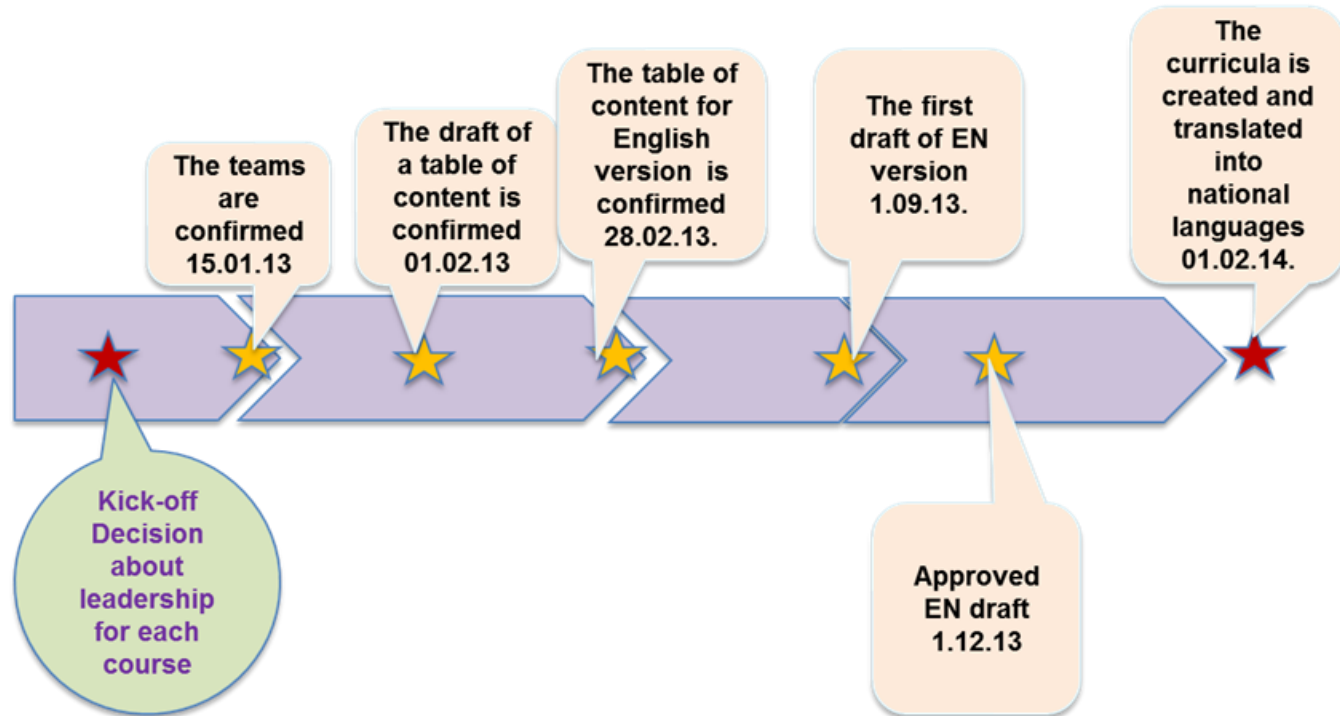 The teams
are
confirmed
15.01.13
The draft of
a table of
content is
confirmed
01.02.13
The table of
content for
English
version is
confirmed
28.02.13.
The first
draft of EN
version
1.09.13.
The
curricula is
created and
translated
into
national
languages
01.02.14.
Kick-off
Decision
about
leadership
for each
course
Approved
EN draft
1.12.13